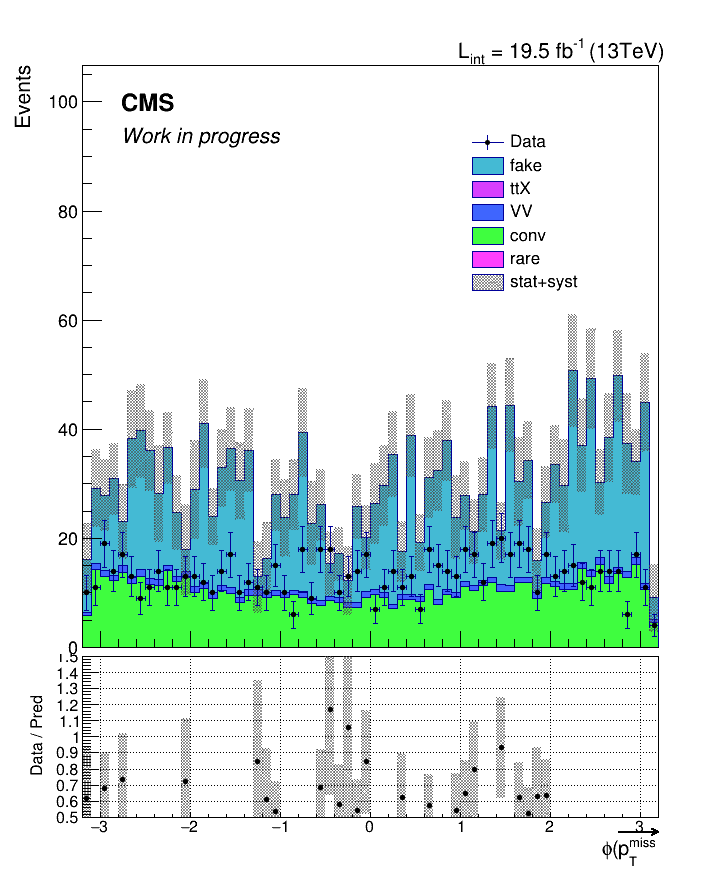 L_int = 19.5 fb^-1 (13TeV)
Events
CMS
Work in progress
100
80
60
40
20
0
Data
fake
ttX
VV
conv
rare
stat+syst
Data / Pred
1.5
1.4
1.3
1.2
1.1
1
0.9
0.8
0.7
0.6
0.5
−3 −2 −1 0 1 2 3
ϕ(p_T^miss